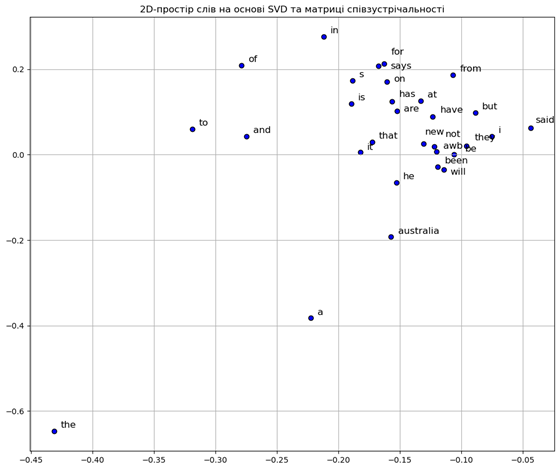 2D-простір слів на основі SVD та матриці співзустрічальності
in
for
of
says
from
s
on
is
has
at
are
have
but
to
and
new
not
i
said
that
they
it
awb
be
been
he
will
australia
a
the
0.2
0.0
−0.2
−0.4
−0.6
−0.45
−0.40
−0.35
−0.30
−0.25
−0.20
−0.15
−0.10
−0.05